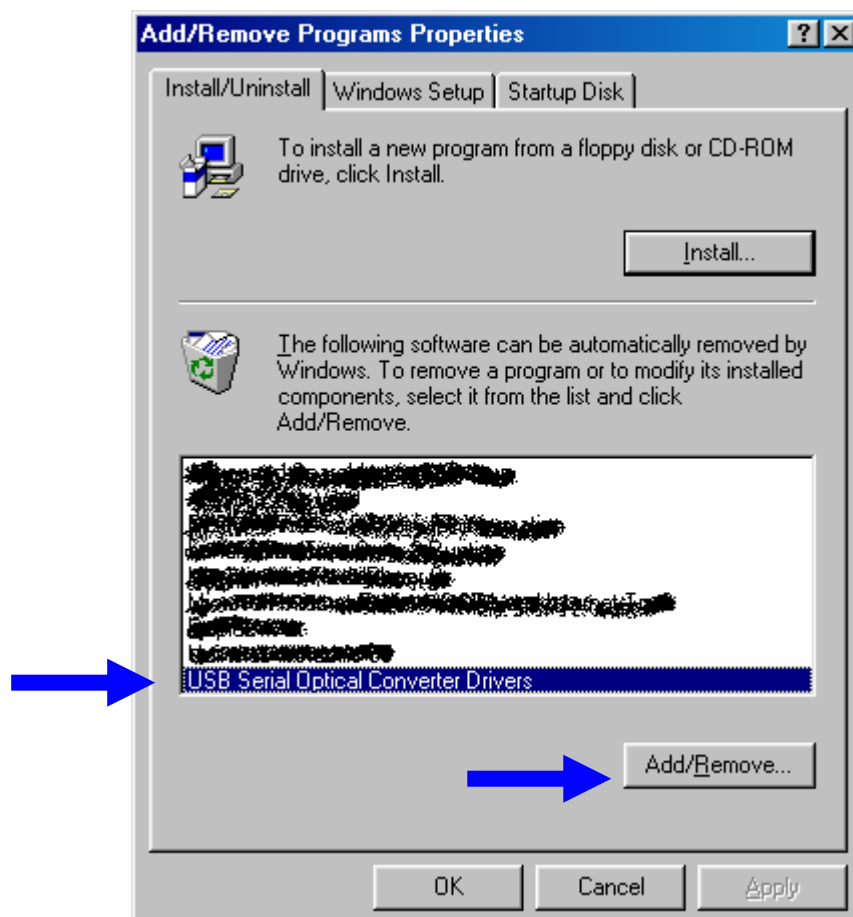 Add/Remove Programs Properties
Install/Uninstall Windows Setup Startup Disk
To install a new program from a floppy disk or CD-ROM
drive, click Install.
Install...
The following software can be automatically removed by
Windows. To remove a program or to modify its installed
components, select it from the list and click
Add/Remove.
USB Serial Optical Converter Drivers
Add/Remove...
OK Cancel Apply